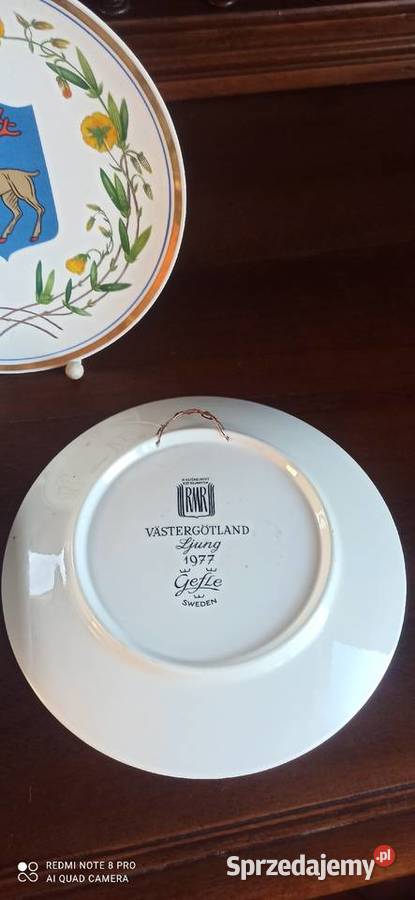 RMR
VÄSTERGÖTLAND
Ljung
1977
Gefle
SWEDEN
REDMI NOTE 8 PRO
AI QUAD CAMERA
Sprzedajemy.pl